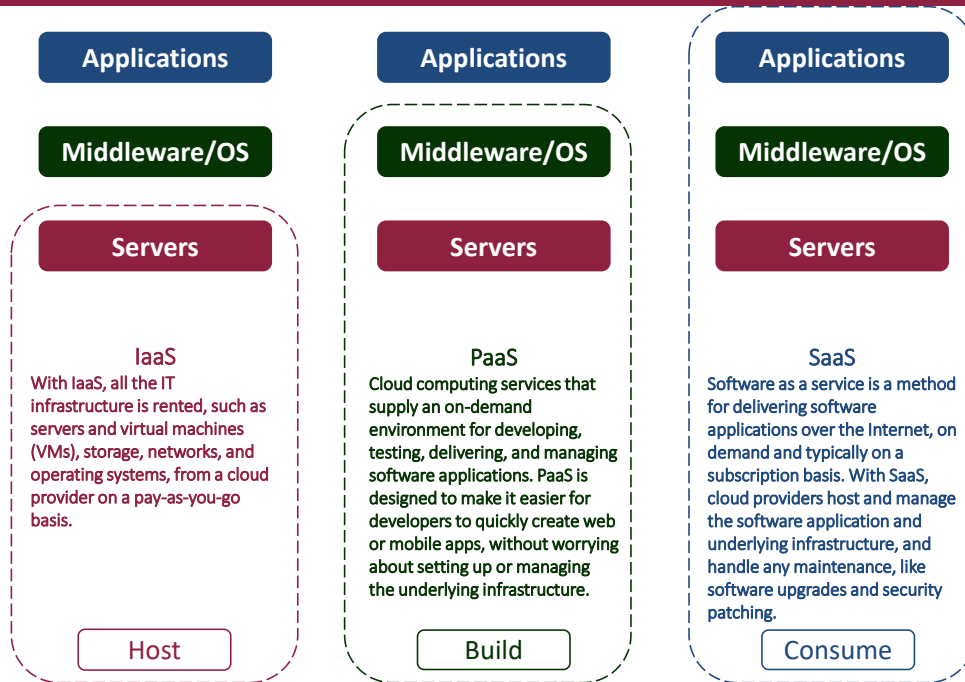 Applications
Middleware/OS
Servers
IaaS
With IaaS, all the IT
infrastructure is rented, such as
servers and virtual machines
(VMs), storage, networks, and
operating systems, from a cloud
provider on a pay-as-you-go
basis.
Host
Applications
Middleware/OS
Servers
PaaS
Cloud computing services that
supply an on-demand
environment for developing,
testing, delivering, and managing
software applications. PaaS is
designed to make it easier for
developers to quickly create web
or mobile apps, without worrying
about setting up or managing
the underlying infrastructure.
Build
Applications
Middleware/OS
Servers
SaaS
Software as a service is a method
for delivering software
applications over the Internet, on
demand and typically on a
subscription basis. With SaaS,
cloud providers host and manage
the software application and
underlying infrastructure, and
handle any maintenance, like
software upgrades and security
patching.
Consume